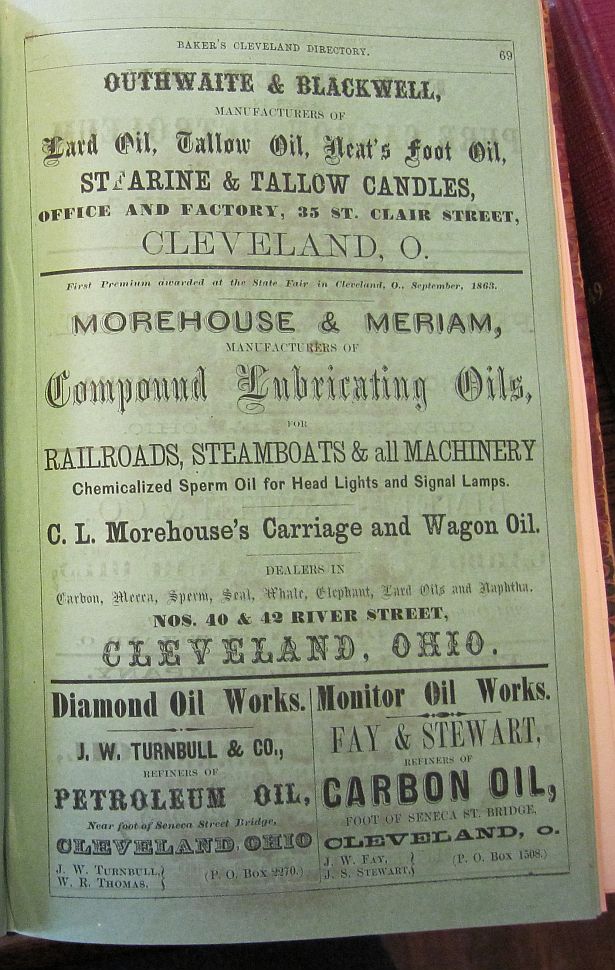 BAKER'S CLEVELAND DIRECTORY. 69
OUTHWAITE & BLACKWELL,
MANUFACTURERS OF
Lard Oil, Tallow Oil, Neat's Foot Oil,
STEARINE & TALLOW CANDLES,
OFFICE AND FACTORY, 35 ST. CLAIR STREET,
CLEVELAND, O.
First Premium awarded at the State Fair in Cleveland, O., September, 1863.
MOREHOUSE & MERIAM,
MANUFACTURERS OF
Compound Lubricating Oils,
FOR
RAILROADS, STEAMBOATS & all MACHINERY
Chemicalized Sperm Oil for Head Lights and Signal Lamps.
C. L. Morehouse's Carriage and Wagon Oil.
DEALERS IN
Carbon, Mecca, Sperm, Seal, Whale, Elephant, Lard Oils and Naphtha.
NOS. 40 & 42 RIVER STREET,
CLEVELAND, OHIO.
Diamond Oil Works.
J. W. TURNBULL & CO.,
REFINERS OF
PETROLEUM OIL,
Near foot of Seneca Street Bridge,
CLEVELAND, OHIO
J. W. TURNBULL,
W. R. THOMAS. (P. O. Box 2270.)
Monitor Oil Works.
FAY & STEWART,
REFINERS OF
CARBON OIL,
FOOT OF SENECA ST. BRIDGE,
CLEVELAND, O.
J. W. FAY,
J. S. STEWART, (P. O. Box 1508.)